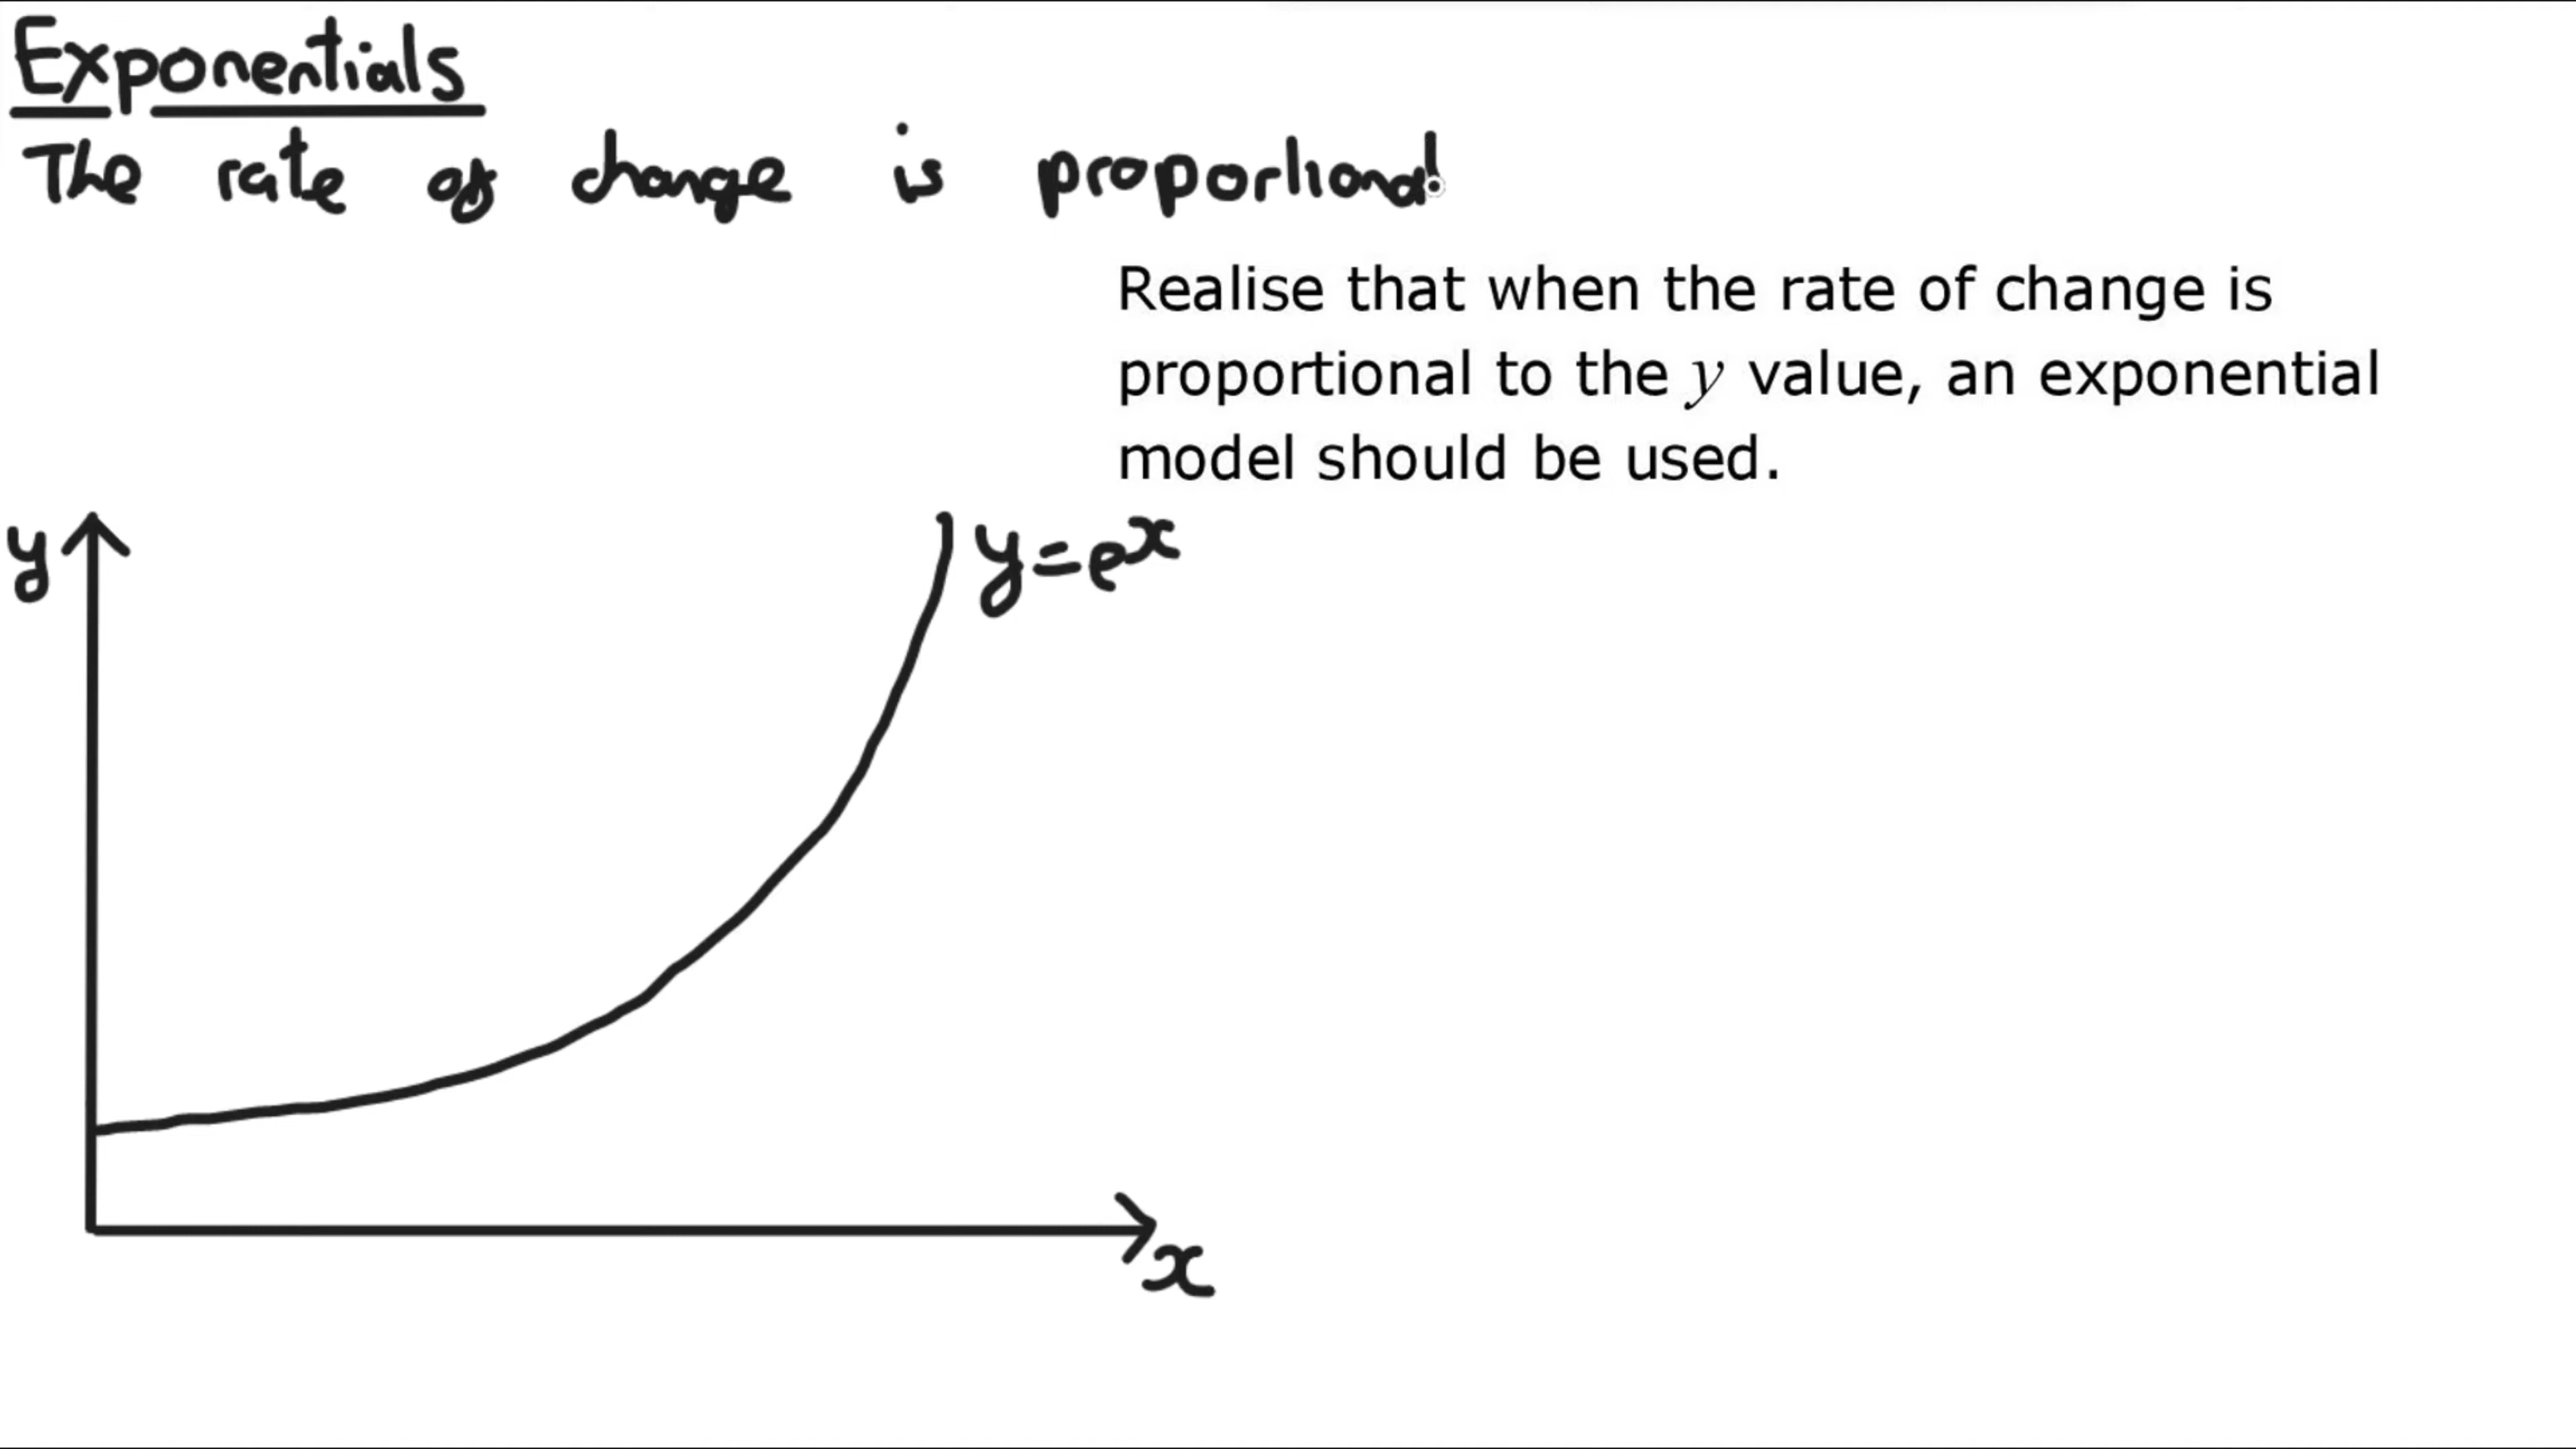 Exponentials
The rate of change is proportional
Realise that when the rate of change is
proportional to the y value, an exponential
model should be used.
y
y=eˣ
x